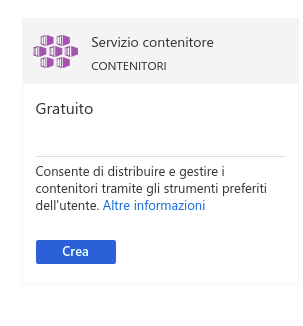 Servizio contenitore
CONTENITORI
Gratuito
Consente di distribuire e gestire i
contenitori tramite gli strumenti preferiti
dell'utente. Altre informazioni
Crea